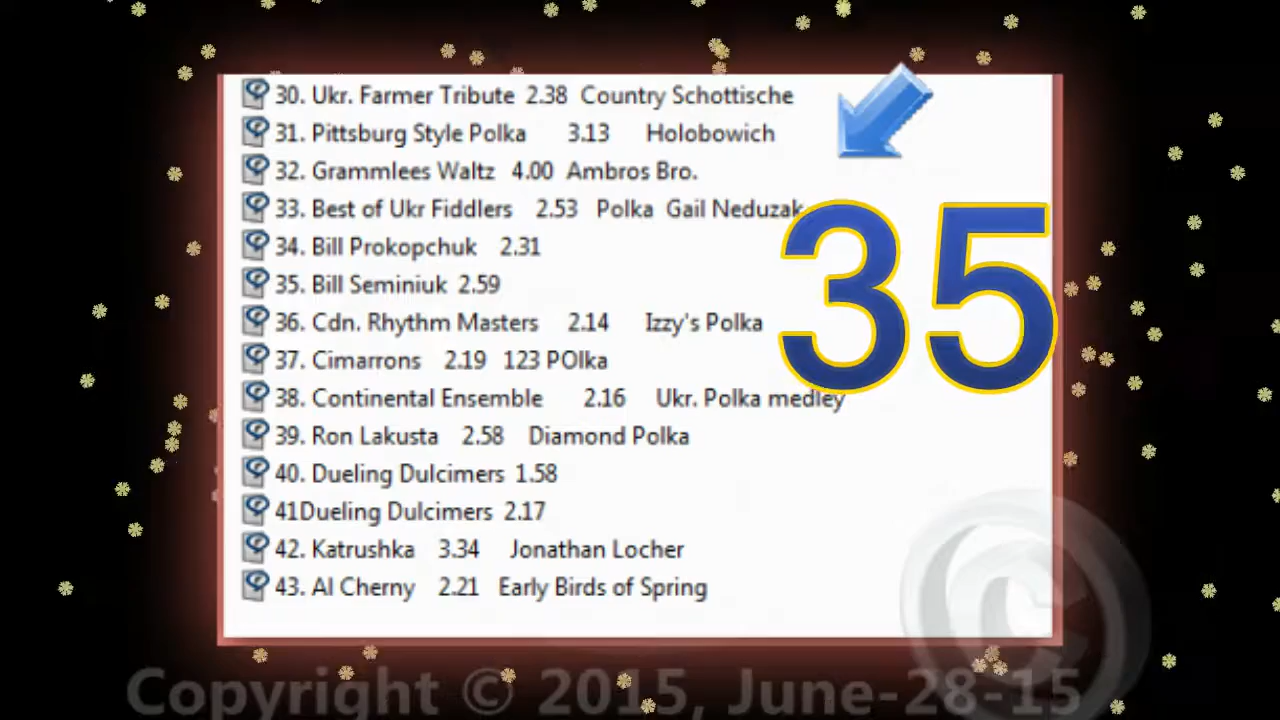 30. Ukr. Farmer Tribute 2.38 Country Schottische
31. Pittsburg Style Polka 3.13 Holobowich
32. Grammlees Waltz 4.00 Ambros Bro.
33. Best of Ukr Fiddlers 2.53 Polka Gail Neduzak
34. Bill Prokopchuk 2.31
35. Bill Seminiuk 2.59
36. Cdn. Rhythm Masters 2.14 Izzy's Polka
37. Cimarrons 2.19 123 POlka
38. Continental Ensemble 2.16 Ukr. Polka medley
39. Ron Lakusta 2.58 Diamond Polka
40. Dueling Dulcimers 1.58
41Dueling Dulcimers 2.17
42. Katrushka 3.34 Jonathan Locher
43. Al Cherny 2.21 Early Birds of Spring
35
©
Copyright © 2015, June-28-15